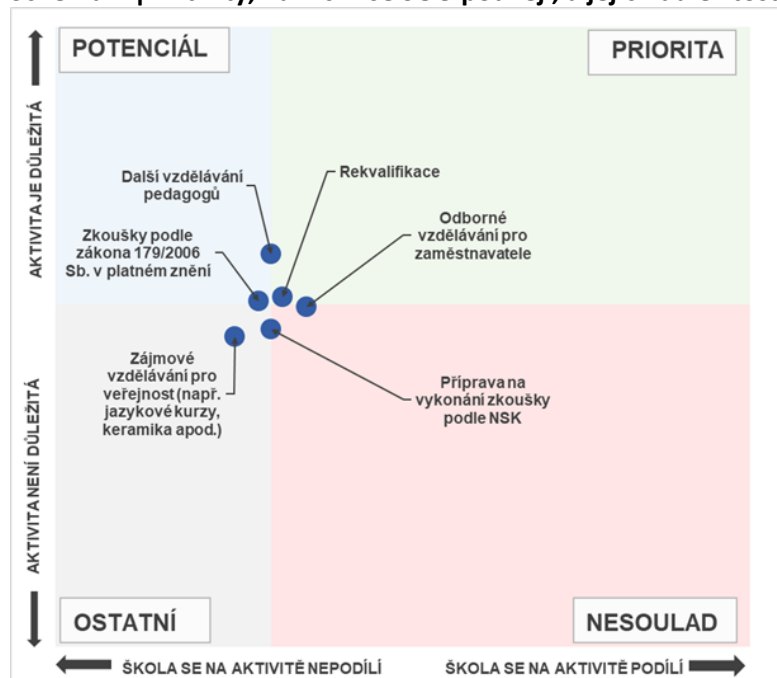 POTENCIÁL
PRIORITA
AKTIVITA JE DŮLEŽITÁ
Další vzdělávání
pedagogů
Rekvalifikace
Odborné
vzdělávání pro
zaměstnavatele
Zkoušky podle
zákona 179/2006
Sb. v platném znění
Zájmové
vzdělávání pro
veřejnost (např.
jazykové kurzy,
keramika apod.)
Příprava na
vykonání zkoušky
podle NSK
AKTIVITA NENÍ DŮLEŽITÁ
OSTATNÍ
NESOULAD
ŠKOLA SE NA AKTIVITĚ NEPODÍLÍ
ŠKOLA SE NA AKTIVITĚ PODÍLÍ